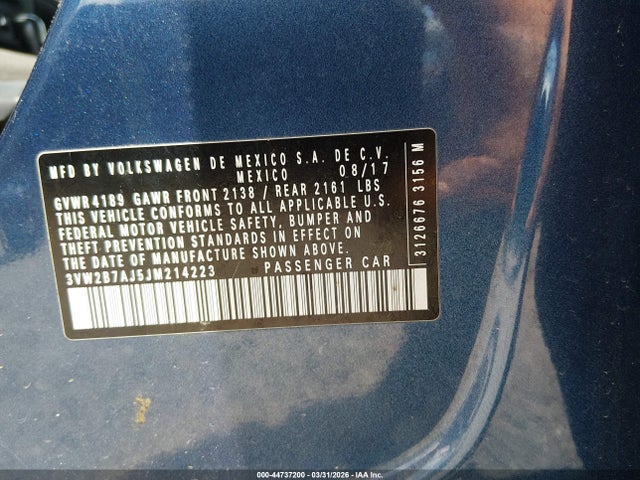 MFD BY VOLKSWAGEN DE MEXICO S.A. DE C.V.
MEXICO 08/17
GVWR4189 GAWR FRONT 2138 / REAR 2161 LBS
THIS VEHICLE CONFORMS TO ALL APPLICABLE U.S.
FEDERAL MOTOR VEHICLE SAFETY, BUMPER AND
THEFT PREVENTION STANDARDS IN EFFECT ON
THE DATE OF MANUFACTURE SHOWN ABOVE.
3VW2B7AJ5JM214223 PASSENGER CAR
3126676 3156 M
000-44737200 - 03/31/2026 - IAA Inc.